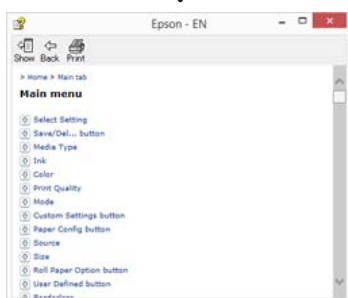 Epson - EN
Show Back Print
> Home > Main tab
Main menu
Select Setting
Save/Del... button
Media Type
Ink
Color
Print Quality
Mode
Custom Settings button
Paper Config button
Source
Size
Roll Paper Option button
User Defined button
Borderless